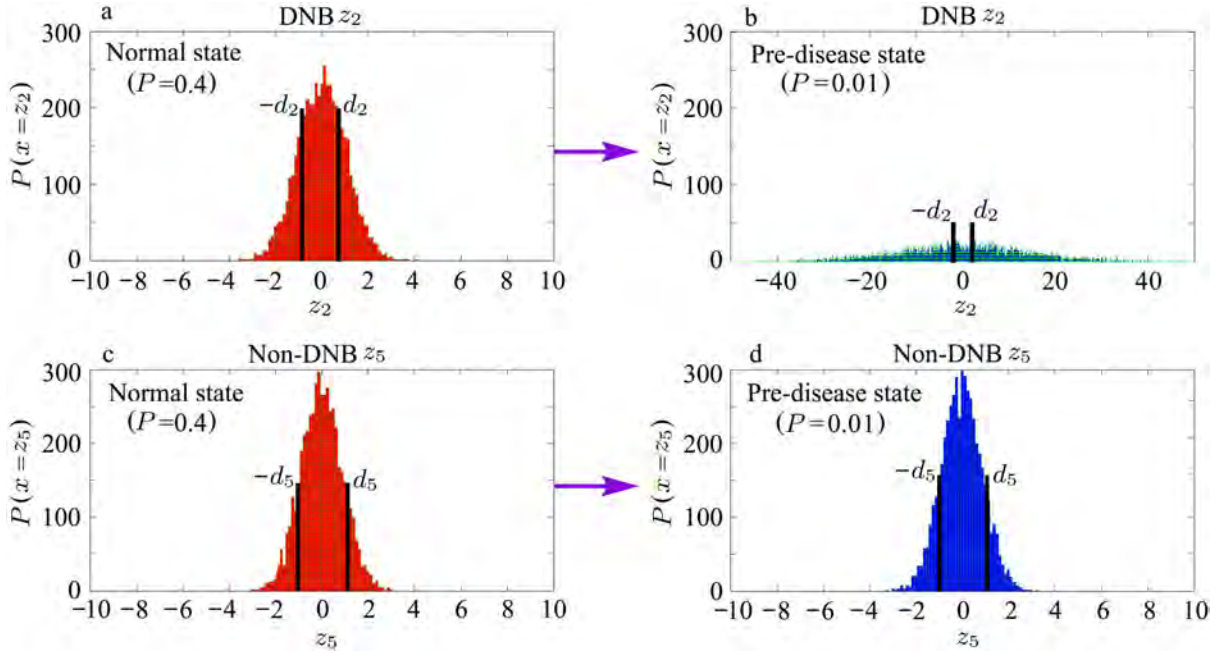 a
DNB z₂
300
200
100
0
P(x=z₂)
Normal state
(P=0.4)
−d₂ d₂
−10 −8 −6 −4 −2 0 2 4 6 8 10
z₂
b
DNB z₂
300
200
100
0
P(x=z₂)
Pre-disease state
(P=0.01)
−d₂ d₂
−40 −20 0 20 40
z₂
c
Non-DNB z₅
300
200
100
0
P(x=z₅)
Normal state
(P=0.4)
−d₅ d₅
−10 −8 −6 −4 −2 0 2 4 6 8 10
z₅
d
Non-DNB z₅
300
200
100
0
P(x=z₅)
Pre-disease state
(P=0.01)
−d₅ d₅
−10 −8 −6 −4 −2 0 2 4 6 8 10
z₅